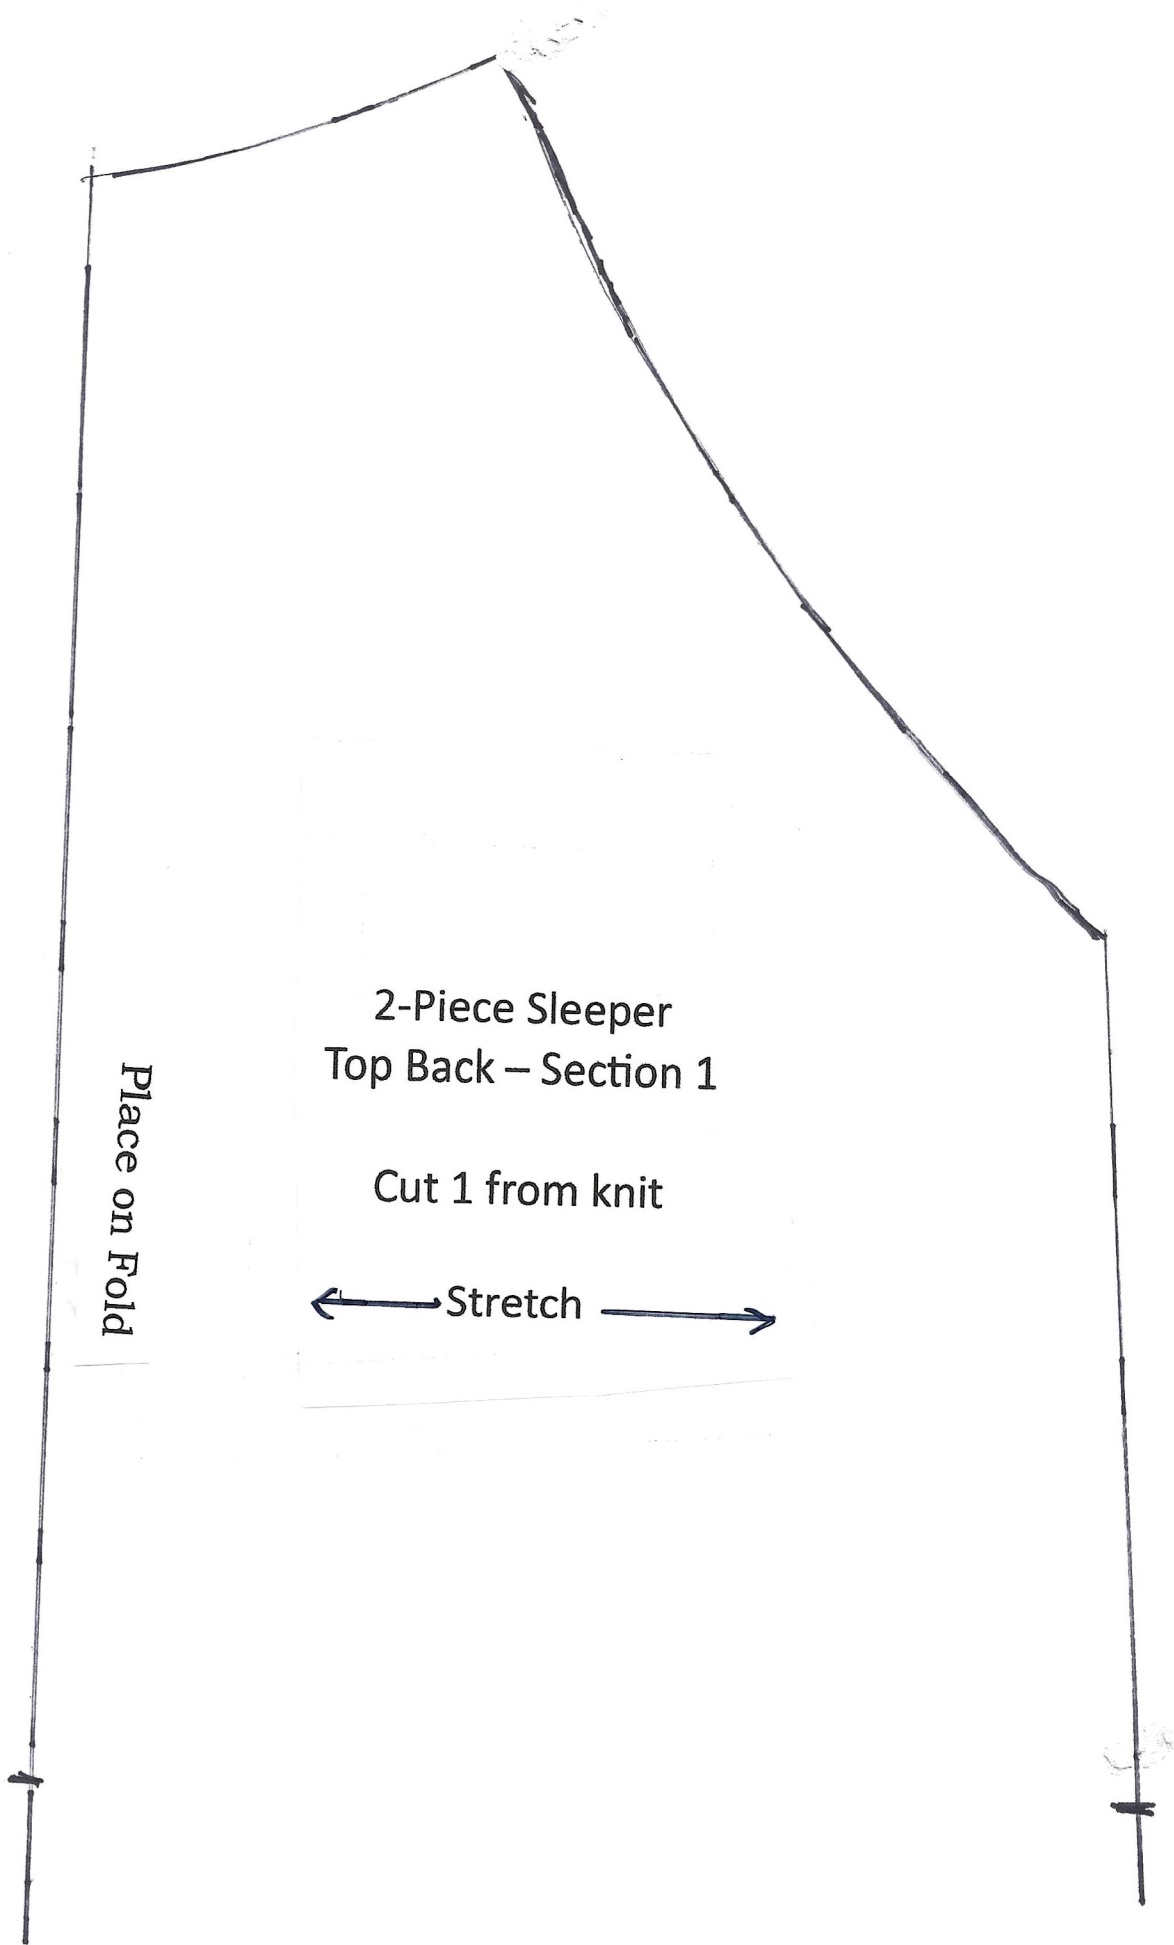 2-Piece Sleeper
Top Back – Section 1
Cut 1 from knit
Stretch
Place on Fold